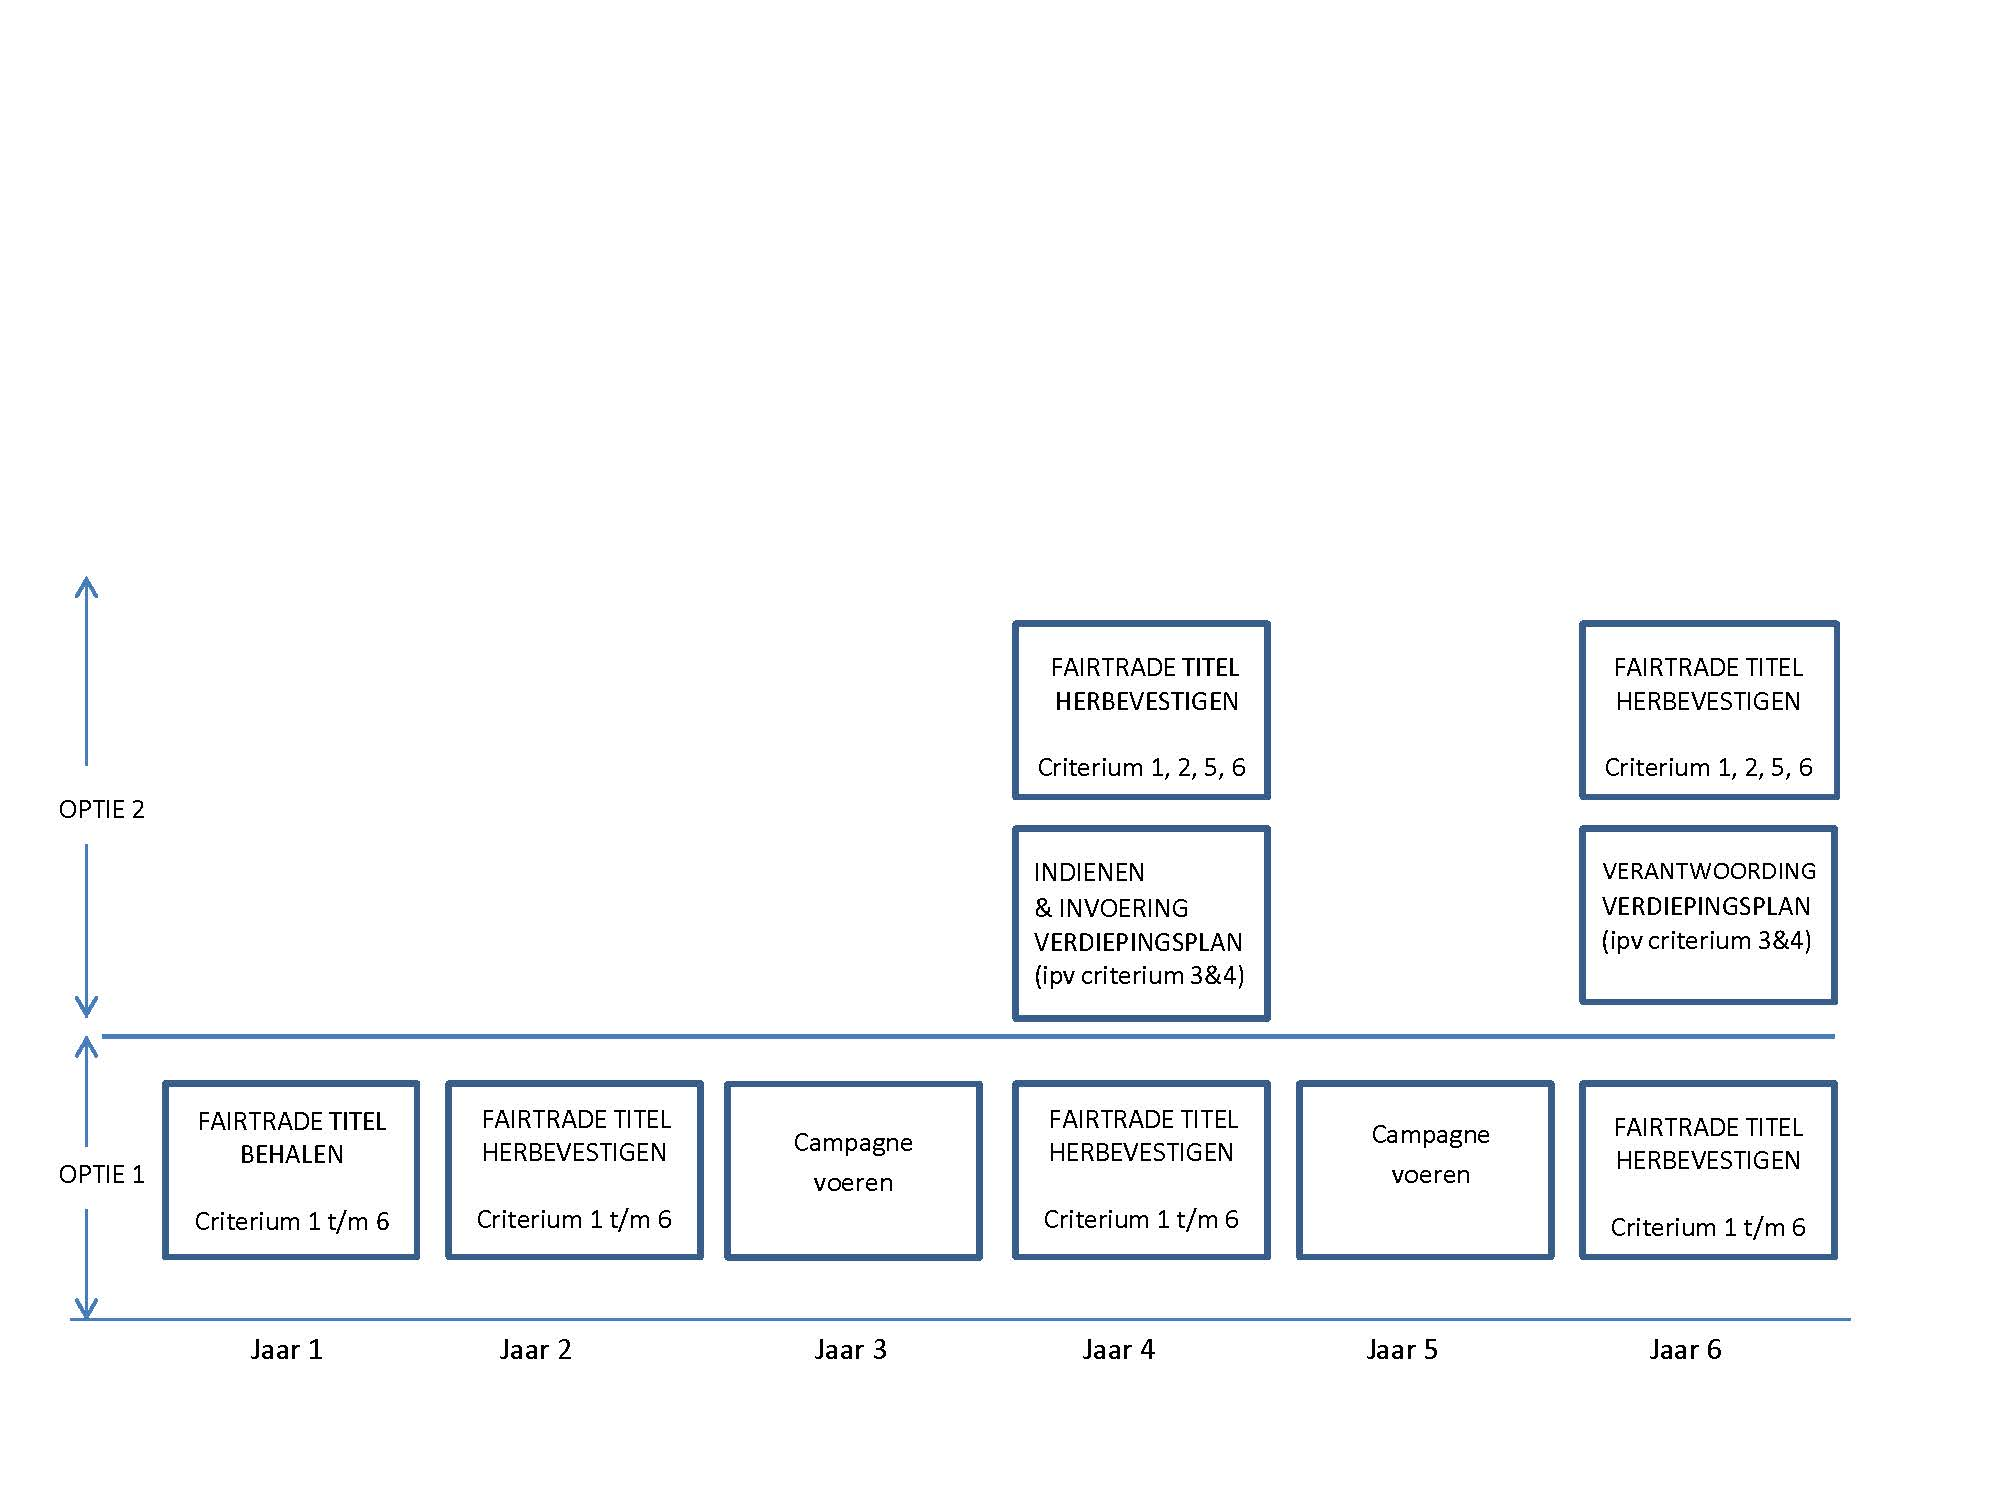 FAIRTRADE TITEL
HERBEVESTIGEN
Criterium 1, 2, 5, 6
FAIRTRADE TITEL
HERBEVESTIGEN
Criterium 1, 2, 5, 6
OPTIE 2
INDIENEN
& INVOERING
VERDIEPINGSPLAN
(ipv criterium 3&4)
VERANTWOORDING
VERDIEPINGSPLAN
(ipv criterium 3&4)
OPTIE 1
FAIRTRADE TITEL
BEHALEN
Criterium 1 t/m 6
FAIRTRADE TITEL
HERBEVESTIGEN
Criterium 1 t/m 6
Campagne
voeren
FAIRTRADE TITEL
HERBEVESTIGEN
Criterium 1 t/m 6
Campagne
voeren
FAIRTRADE TITEL
HERBEVESTIGEN
Criterium 1 t/m 6
Jaar 1
Jaar 2
Jaar 3
Jaar 4
Jaar 5
Jaar 6